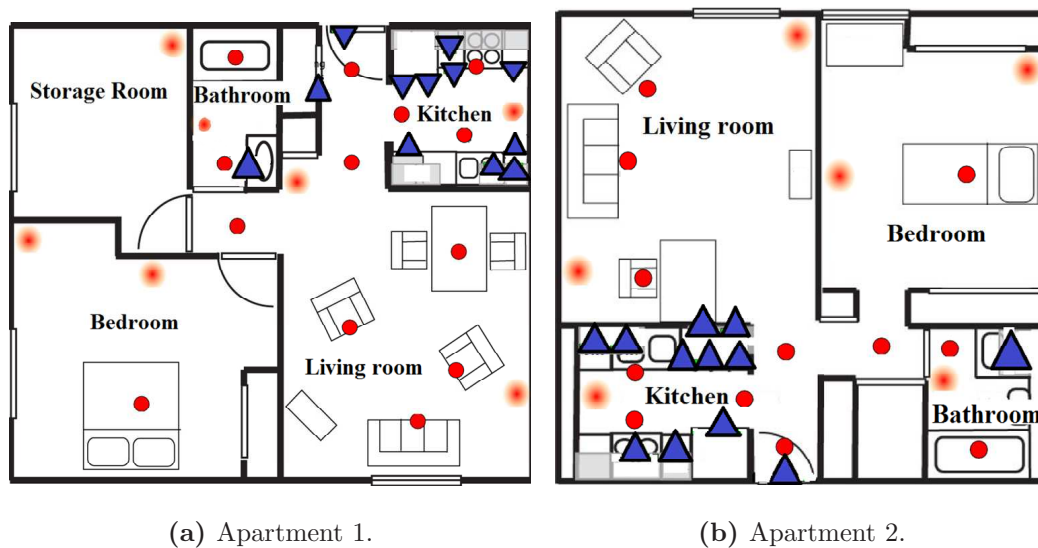 Storage Room
Bathroom
Kitchen
Bedroom
Living room
Living room
Bedroom
Kitchen
Bathroom
(a) Apartment 1.
(b) Apartment 2.